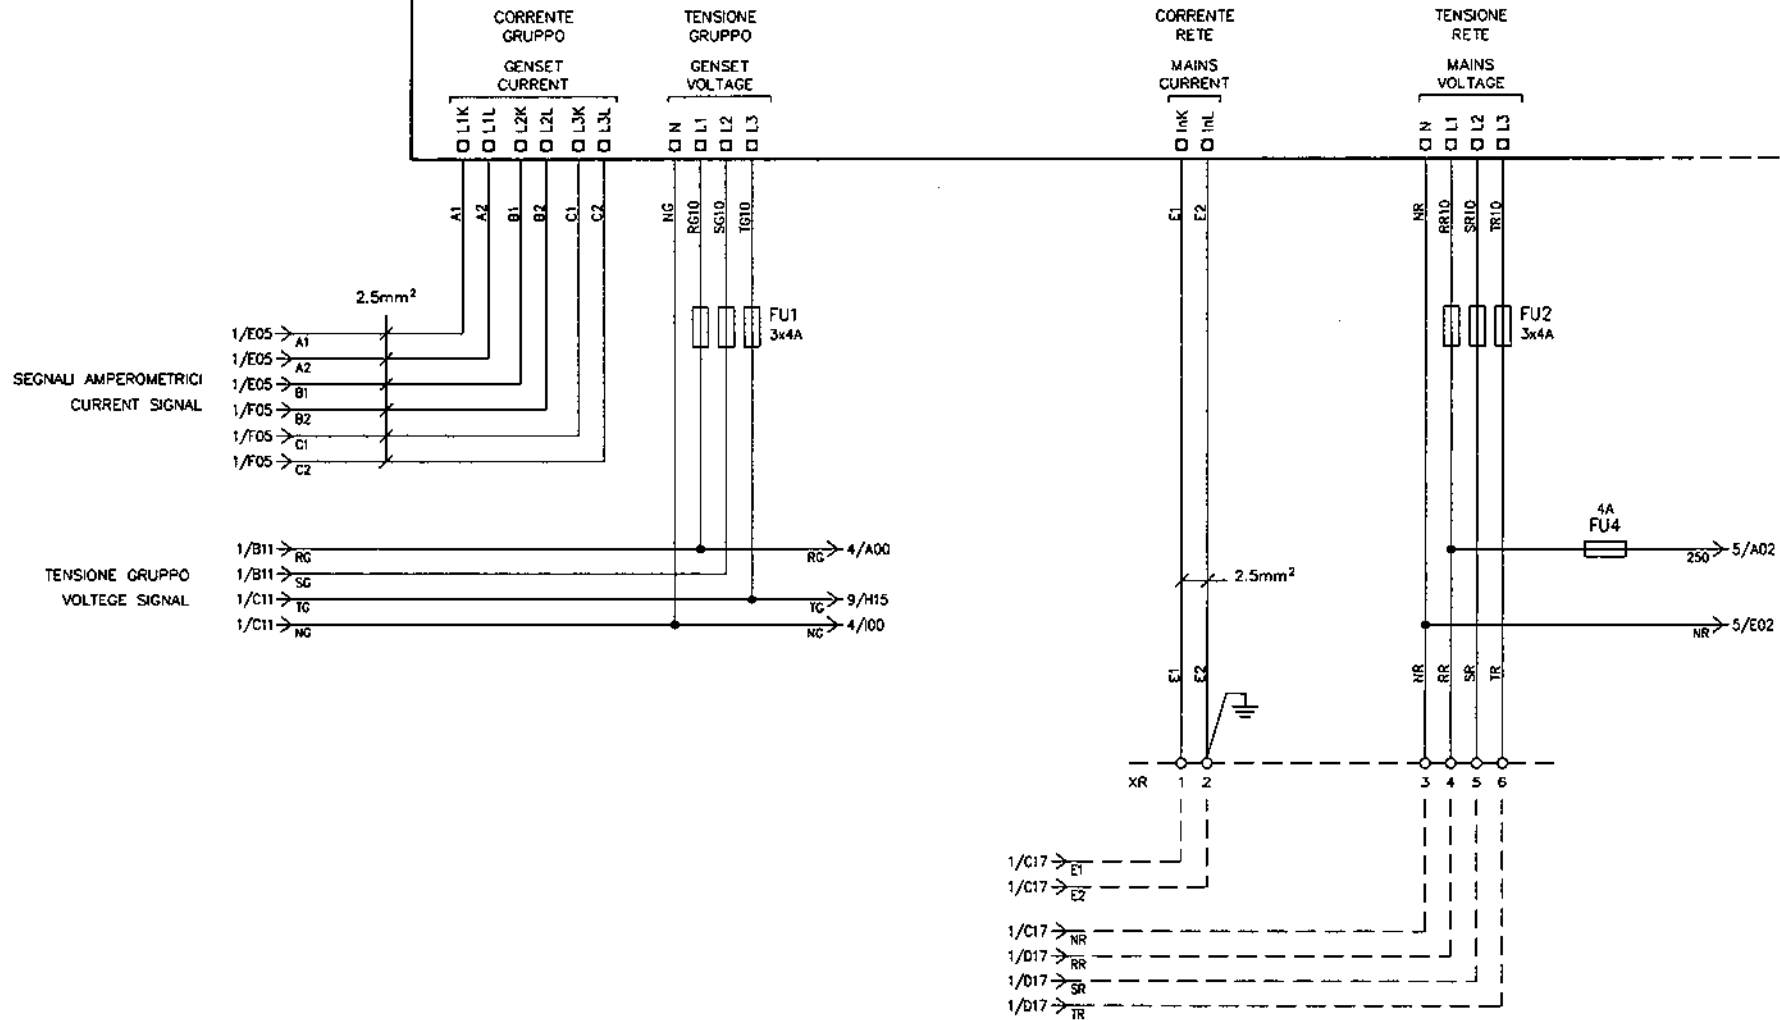 CORRENTE
GRUPPO
GENSET
CURRENT
TENSIONE
GRUPPO
GENSET
VOLTAGE
CORRENTE
RETE
MAINS
CURRENT
TENSIONE
RETE
MAINS
VOLTAGE
L1K
L1L
L2K
L2L
L3K
L3L
N
L1
L2
L3
InK
InL
N
L1
L2
L3
A1
A2
B1
B2
C1
C2
NG
RG10
SG10
TG10
E1
E2
NR
RR10
SR10
TR10
2.5mm²
FU1
3x4A
FU2
3x4A
SEGNALI AMPEROMETRICI
CURRENT SIGNAL
1/E05 A1
1/E05 A2
1/E05 B1
1/F05 B2
1/F05 C1
1/F05 C2
TENSIONE GRUPPO
VOLTEGE SIGNAL
1/B11 RG
1/B11 SG
1/C11 TG
1/C11 NG
RG 4/A00
TG 9/H15
NG 4/I00
4A
FU4
250 5/A02
NR 5/E02
2.5mm²
E1
E2
NR
RR
SR
TR
XR 1 2 3 4 5 6
1/C17 E1
1/C17 E2
1/C17 NR
1/D17 RR
1/D17 SR
1/D17 TR